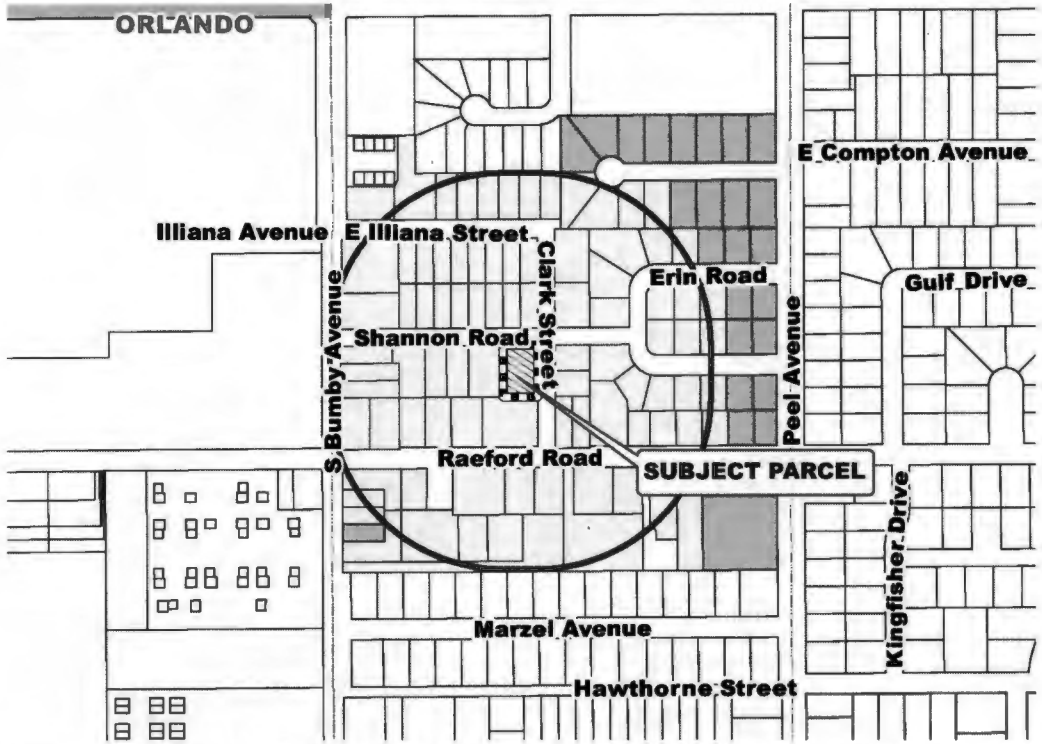 ORLANDO
E Compton Avenue
Illiana Avenue
E Illiana Street
Clark Street
Erin Road
Gulf Drive
Shannon Road
S Bumby Avenue
Peel Avenue
Raeford Road
SUBJECT PARCEL
Kingfisher Drive
Marzel Avenue
Hawthorne Street